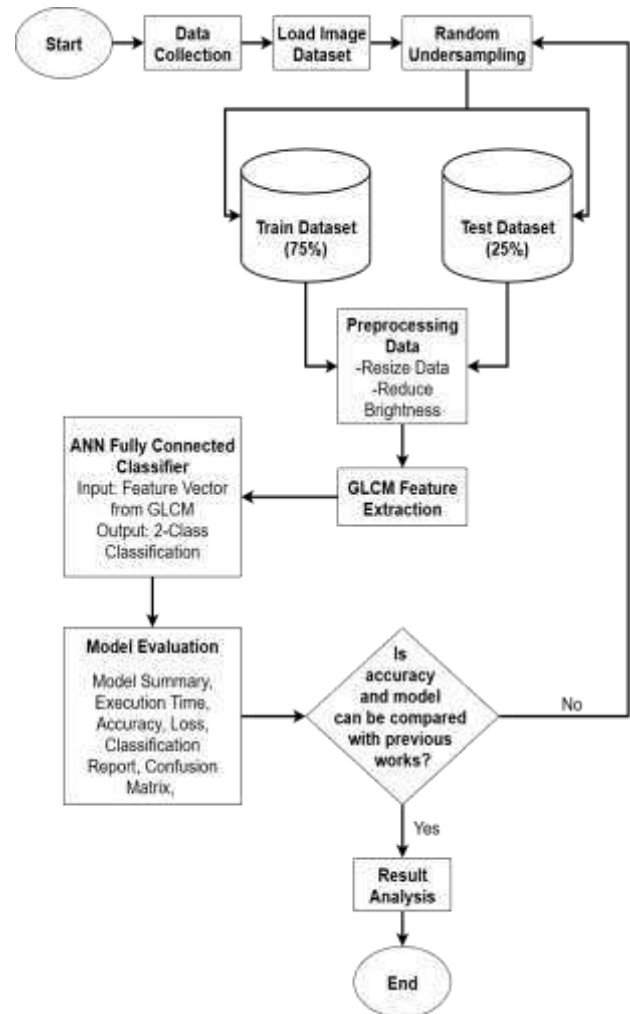 Start
Data
Collection
Load Image
Dataset
Random
Undersampling
Train Dataset
(75%)
Test Dataset
(25%)
Preprocessing
Data
-Resize Data
-Reduce
Brightness
GLCM Feature
Extraction
ANN Fully Connected
Classifier
Input: Feature Vector
from GLCM
Output: 2-Class
Classification
Model Evaluation
Model Summary,
Execution Time,
Accuracy, Loss,
Classification
Report, Confusion
Matrix,
Is
accuracy
and model
can be compared
with previous
works?
No
Yes
Result
Analysis
End